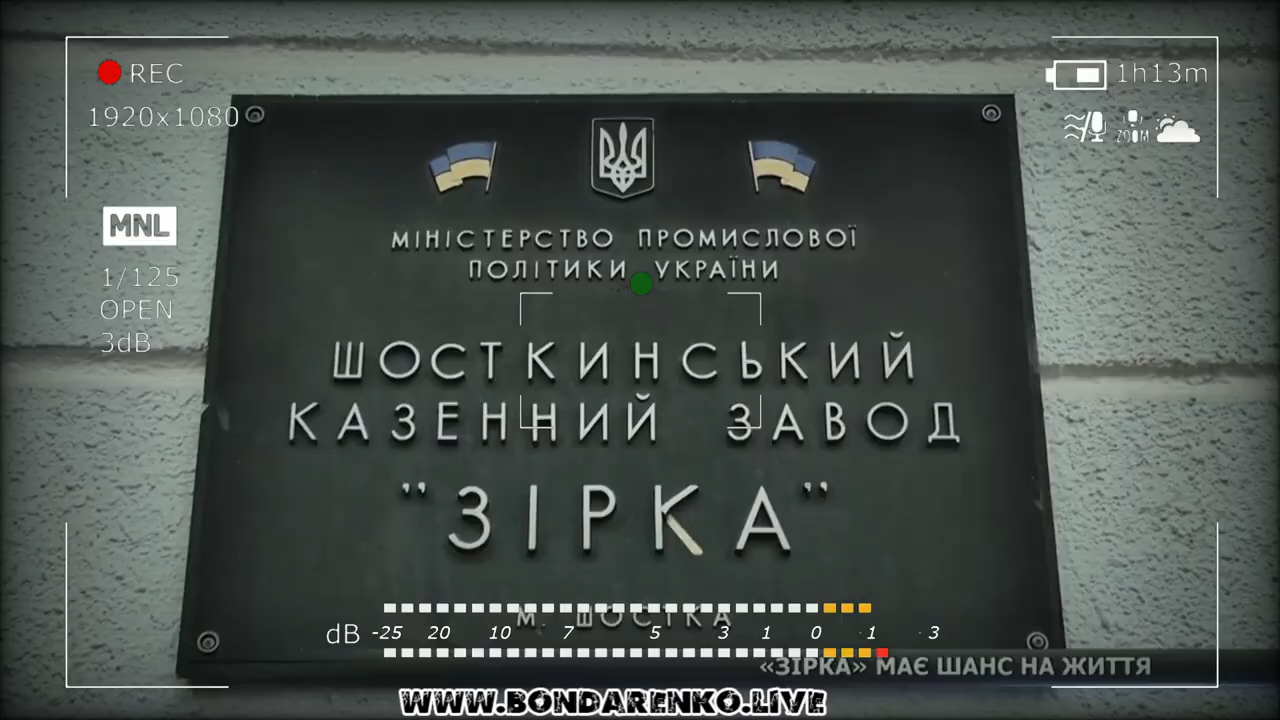 REC
1h13m
1920x1080
ZOOM
MNL
1/125
OPEN
3dB
МІНІСТЕРСТВО ПРОМИСЛОВОЇ
ПОЛІТИКИ УКРАЇНИ
ШОСТКИНСЬКИЙ
КАЗЕННИЙ ЗАВОД
"ЗІРКА"
М. ШОСТКА
dB -25 20 10 7 5 3 1 0 1 3
«ЗІРКА» МАЄ ШАНС НА ЖИТТЯ
WWW.BONDARENKO.LIVE